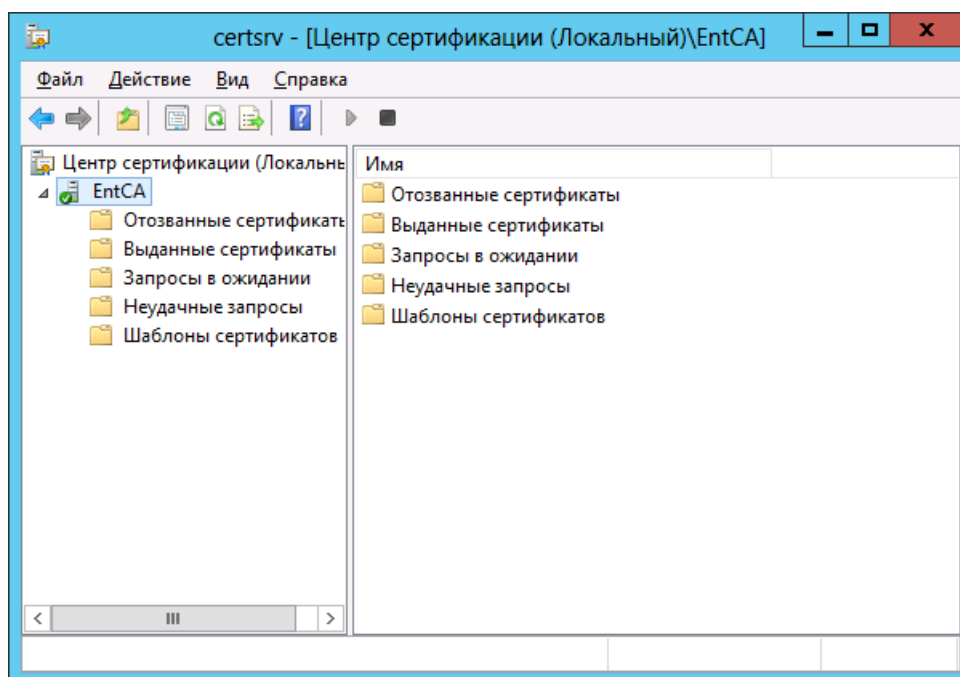 certsrv - [Центр сертификации (Локальный)\EntCA]
Файл Действие Вид Справка
Центр сертификации (Локальнь
EntCA
Отозванные сертификать
Выданные сертификаты
Запросы в ожидании
Неудачные запросы
Шаблоны сертификатов
Имя
Отозванные сертификаты
Выданные сертификаты
Запросы в ожидании
Неудачные запросы
Шаблоны сертификатов